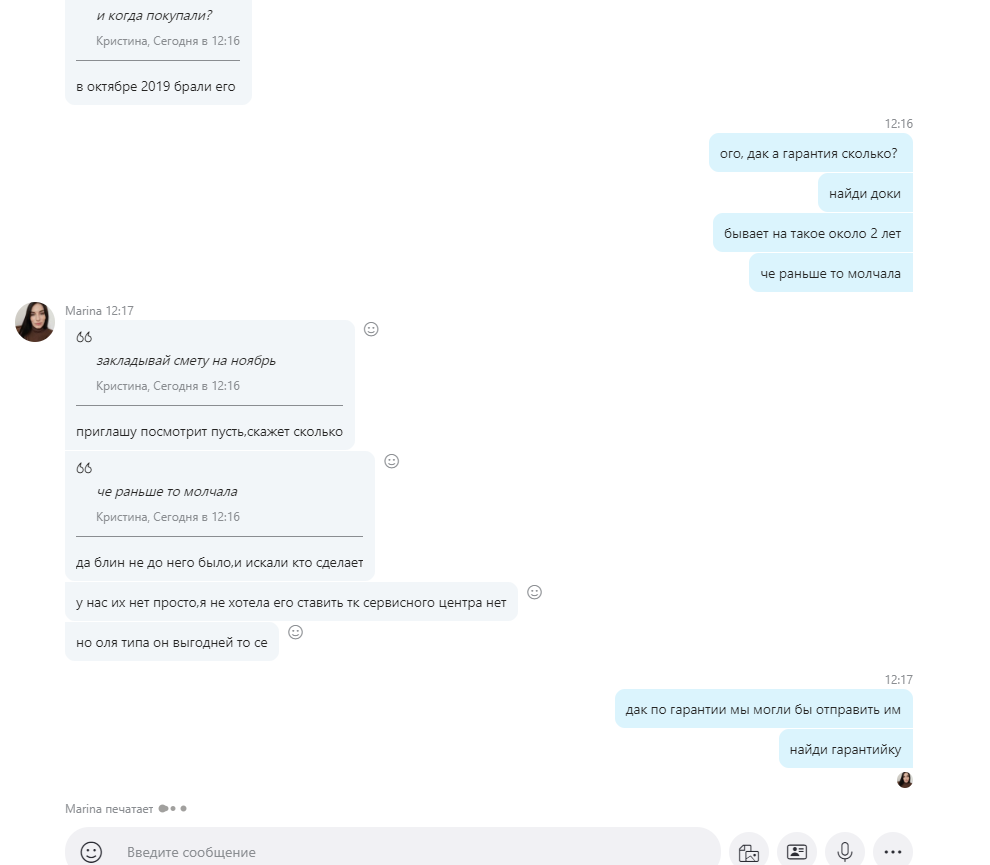 и когда покупали?
Кристина, Сегодня в 12:16
в октябре 2019 брали его
12:16
ого, дак а гарантия сколько?
найди доки
бывает на такое около 2 лет
че раньше то молчала
Marina 12:17
закладывай смету на ноябрь
Кристина, Сегодня в 12:16
приглашу посмотрит пусть,скажет сколько
че раньше то молчала
Кристина, Сегодня в 12:16
да блин не до него было,и искали кто сделает
у нас их нет просто,я не хотела его ставить тк сервисного центра нет
но оля типа он выгодней то се
12:17
дак по гарантии мы могли бы отправить им
найди гарантийку
Marina печатает
Введите сообщение